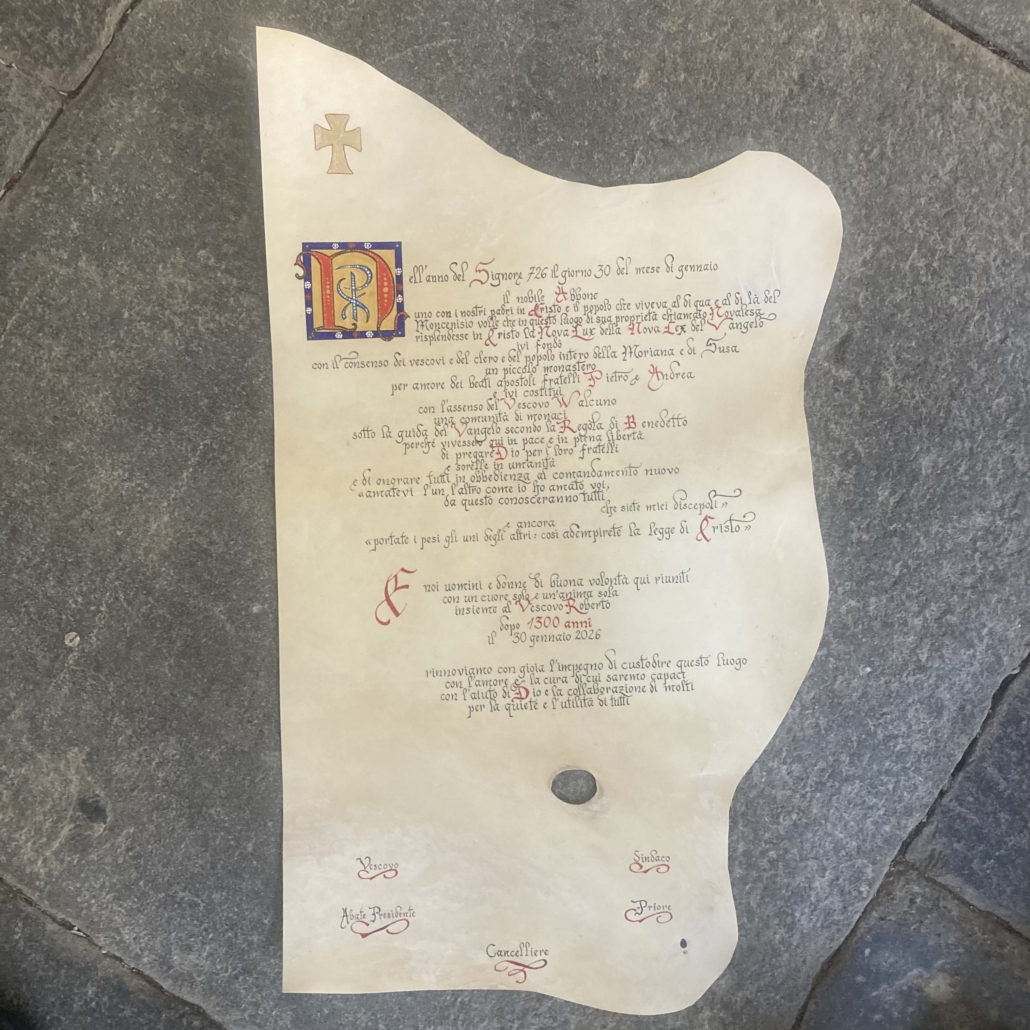 Nell'anno del Signore 726 il giorno 30 del mese di gennaio
il nobile Abbone
uno con i nostri padri in Cristo e il popolo che viveva al di qua e al di là del
Moncenisio volle che in questo luogo di sua proprietà chiamato Novalesa
risplendesse in Cristo la Nova Lux della Nova Lex del Vangelo
ivi fondò
con il consenso dei vescovi e del clero e del popolo intero della Moriana e di Susa
un piccolo monastero
per amore dei beati apostoli fratelli Pietro e Andrea
e ivi costituì
con l'assenso del Vescovo Walcuno
una comunità di monaci
sotto la guida del Vangelo secondo la Regola di Benedetto
perché vivessero qui in pace e in piena libertà
di pregare Dio per i loro fratelli
e sorelle in umanità
e di onorare tutti in obbedienza al comandamento nuovo
«amatevi l'un l'altro come io ho amato voi,
da questo conosceranno tutti
che siete miei discepoli»
e ancora
«portate i pesi gli uni degli altri: così adempirete la legge di Cristo»
E noi uomini e donne di buona volontà qui riuniti
con un cuore solo e un'anima sola
insieme al Vescovo Roberto
dopo 1300 anni
il 30 gennaio 2026
rinnoviamo con gioia l'impegno di custodire questo luogo
con l'amore e la cura di cui saremo capaci
con l'aiuto di Dio e la collaborazione di molti
per la quiete e l'utilità di tutti
Vescovo
Sindaco
Abate Presidente
Priore
Cancelliere